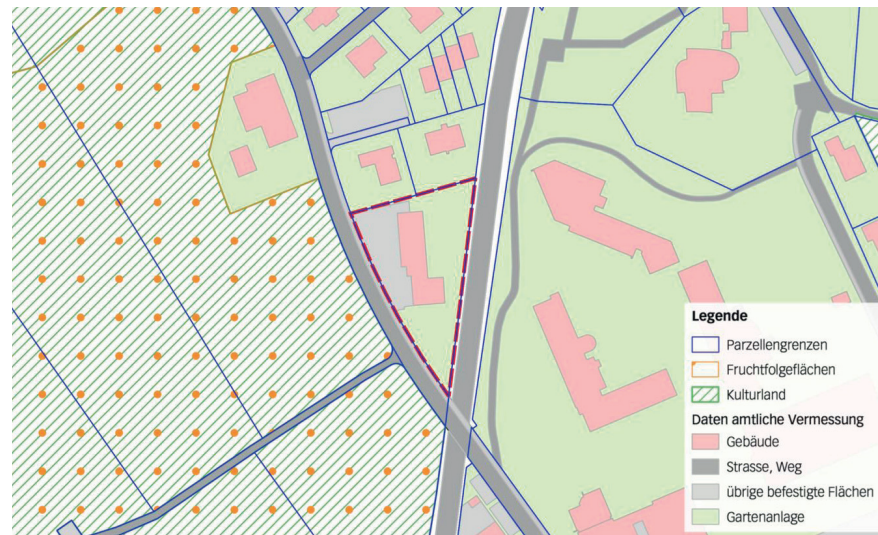 Legende
Parzellengrenzen
Fruchtfolgeflächen
Kulturland
Daten amtliche Vermessung
Gebäude
Strasse, Weg
übrige befestigte Flächen
Gartenanlage